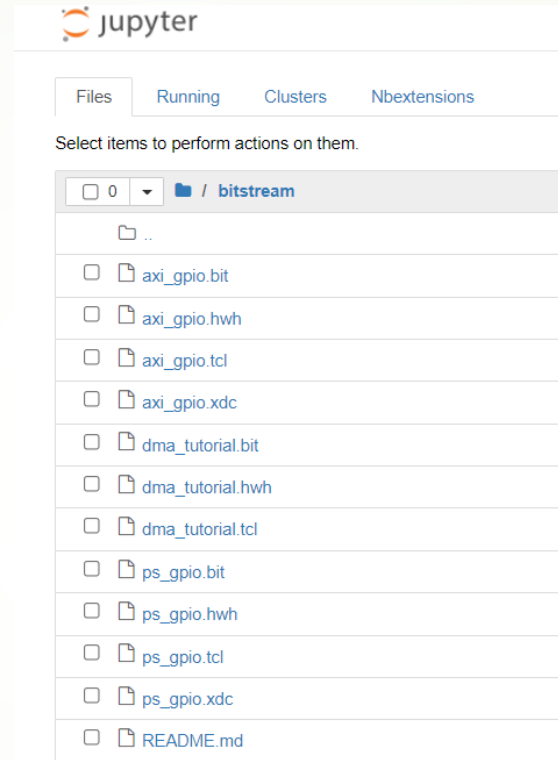 jupyter
Files Running Clusters Nbextensions
Select items to perform actions on them.
0 / bitstream
..
axi_gpio.bit
axi_gpio.hwh
axi_gpio.tcl
axi_gpio.xdc
dma_tutorial.bit
dma_tutorial.hwh
dma_tutorial.tcl
ps_gpio.bit
ps_gpio.hwh
ps_gpio.tcl
ps_gpio.xdc
README.md